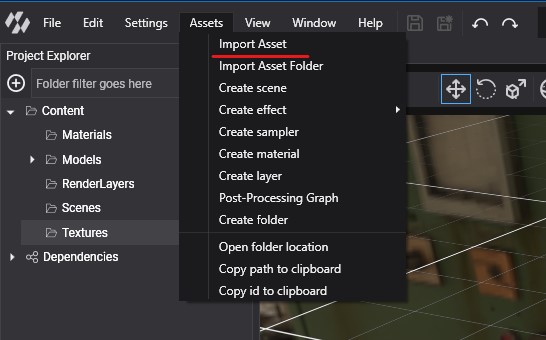 File Edit Settings Assets View Window Help
Project Explorer
Folder filter goes here
Content
Materials
Models
RenderLayers
Scenes
Textures
Dependencies
Import Asset
Import Asset Folder
Create scene
Create effect
Create sampler
Create material
Create layer
Post-Processing Graph
Create folder
Open folder location
Copy path to clipboard
Copy id to clipboard